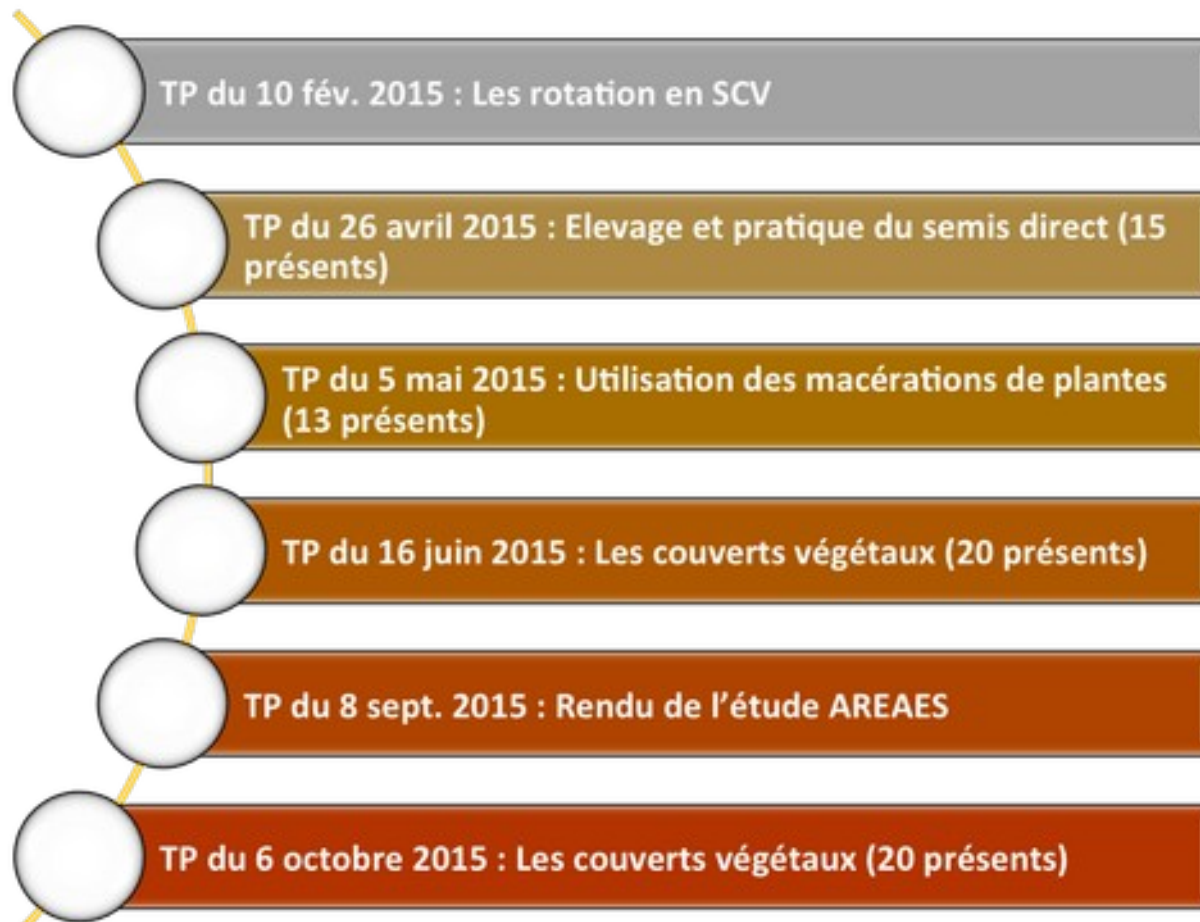 TP du 10 fév. 2015 : Les rotation en SCV
TP du 26 avril 2015 : Elevage et pratique du semis direct (15
présents)
TP du 5 mai 2015 : Utilisation des macérations de plantes
(13 présents)
TP du 16 juin 2015 : Les couverts végétaux (20 présents)
TP du 8 sept. 2015 : Rendu de l’étude AREAES
TP du 6 octobre 2015 : Les couverts végétaux (20 présents)